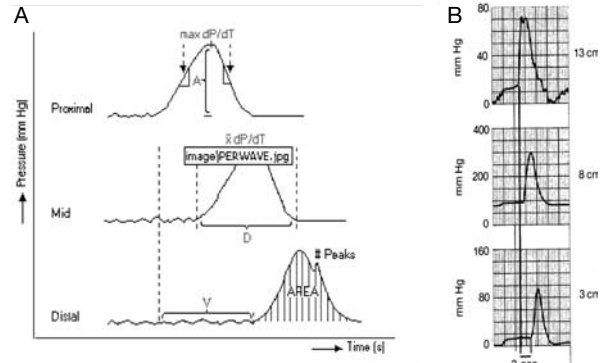 A
max dP/dT
A
Proximal
Pressure (mm Hg)
x̄ dP/dT
image\PERWAVE.jpg
Mid
D
# Peaks
AREA
V
Distal
Time (s)
B
80
60
40
20
0
mm Hg
13 cm
400
200
0
mm Hg
8 cm
160
80
0
mm Hg
3 cm